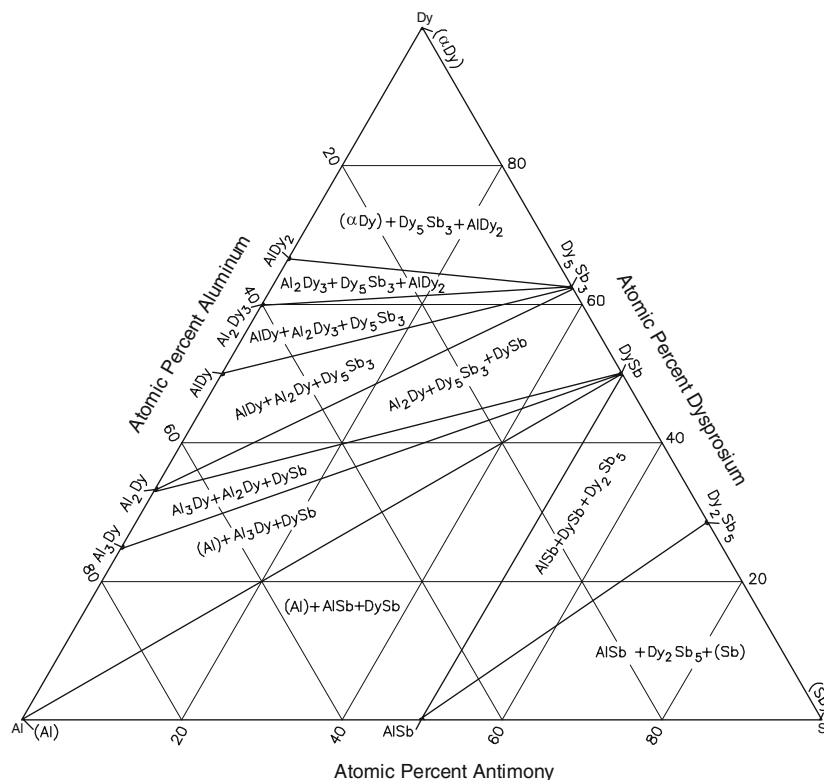 Dy
(αDy)
20
80
(αDy)+Dy5Sb3+AlDy2
AlDy2
Dy5Sb3
Al2Dy3+Dy5Sb3+AlDy2
Atomic Percent Aluminum
40
60
Al2Dy3
AlDy+Al2Dy3+Dy5Sb3
Atomic Percent Dysprosium
DySb
AlDy
AlDy+Al2Dy+Dy5Sb3
Al2Dy+Dy5Sb3+DySb
60
40
Al2Dy
Al3Dy+Al2Dy+DySb
AlSb+DySb+Dy2Sb5
Dy2Sb5
Al3Dy
(Al)+Al3Dy+DySb
80
20
(Al)+AlSb+DySb
AlSb +Dy2Sb5+(Sb)
(Sb
Al
(Al)
20
40
AlSb
60
80
S
Atomic Percent Antimony